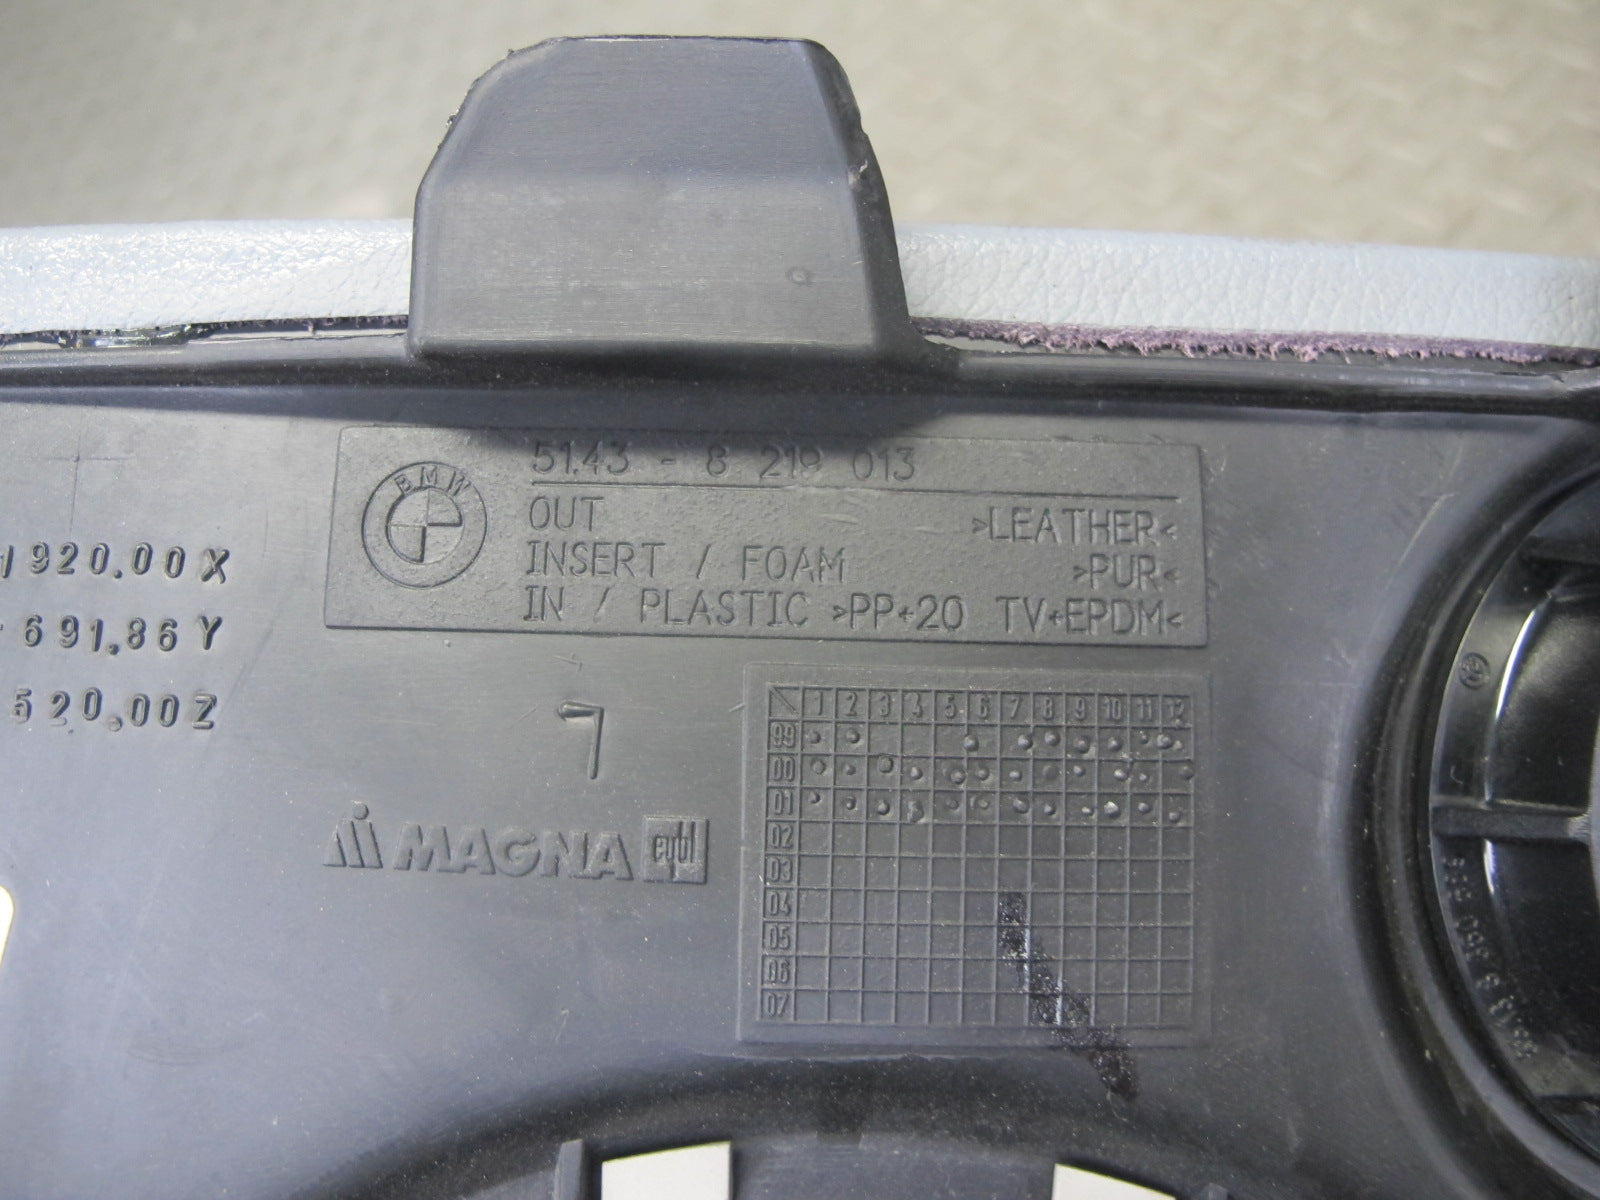 BMW
51.43 - 8 219 013
OUT >LEATHER<
INSERT / FOAM >PUR<
IN / PLASTIC >PP+20 TV+EPDM<
1920.00X
691.86Y
520.00Z
7
MAGNA eybl
1 2 3 4 5 6 7 8 9 10 11 12
99
00
01
02
03
04
05
06
07